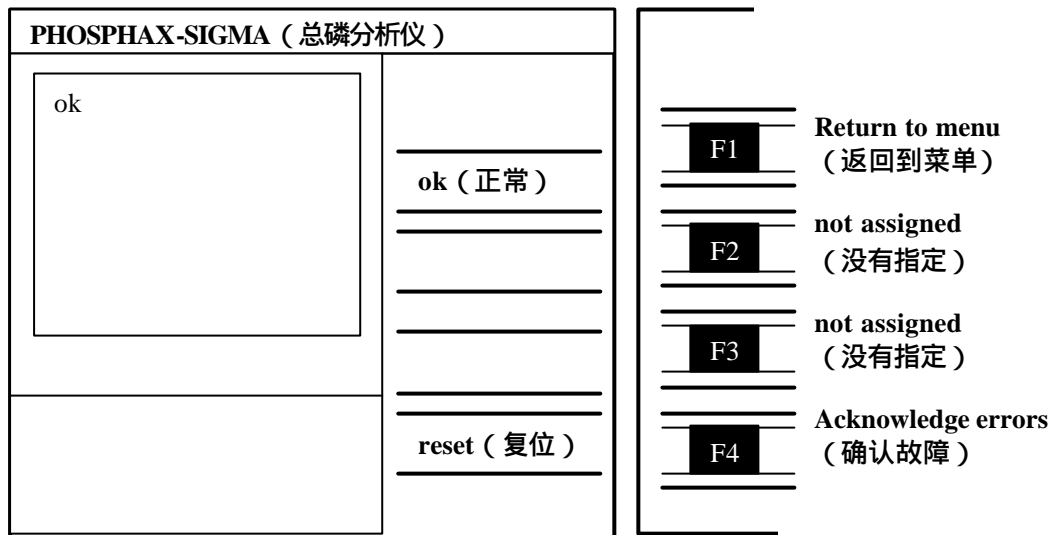 PHOSPHAX-SIGMA（总磷分析仪）
ok
ok（正常）
reset（复位）
F1
Return to menu
（返回到菜单）
F2
not assigned
（没有指定）
F3
not assigned
（没有指定）
F4
Acknowledge errors
（确认故障）